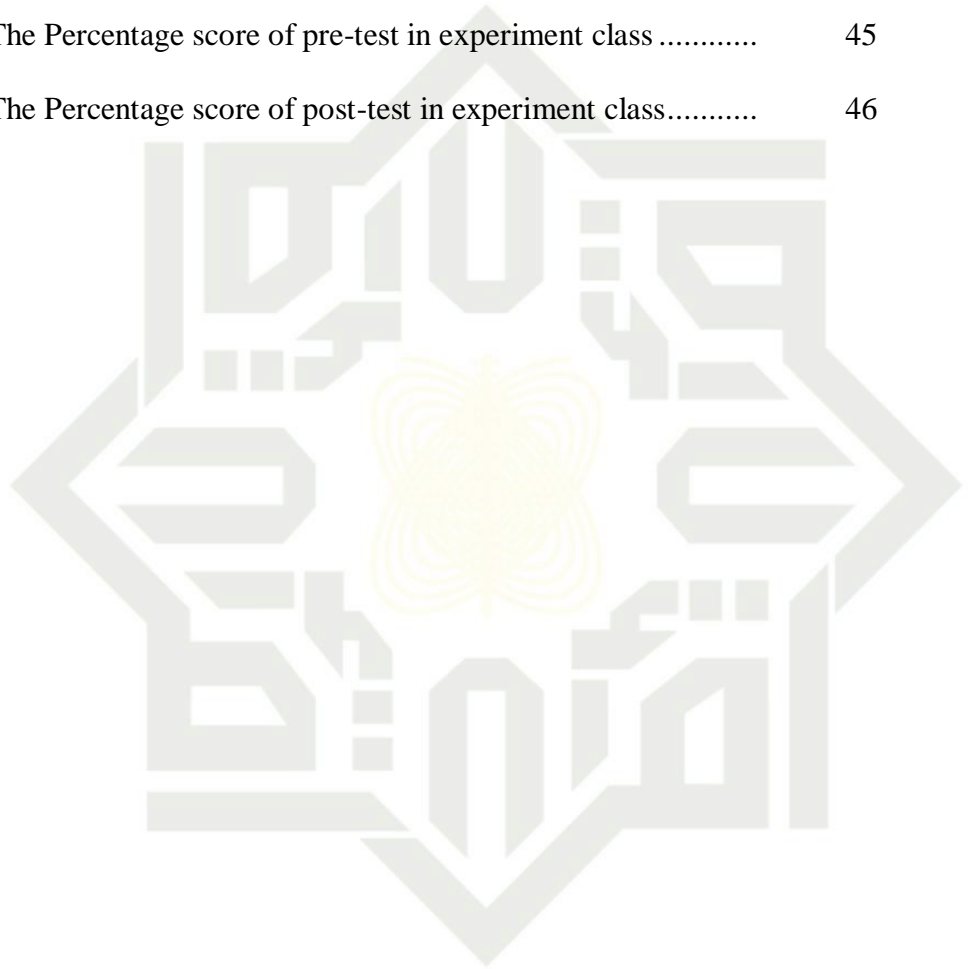 The Percentage score of pre-test in experiment class ............ 45
The Percentage score of post-test in experiment class........... 46